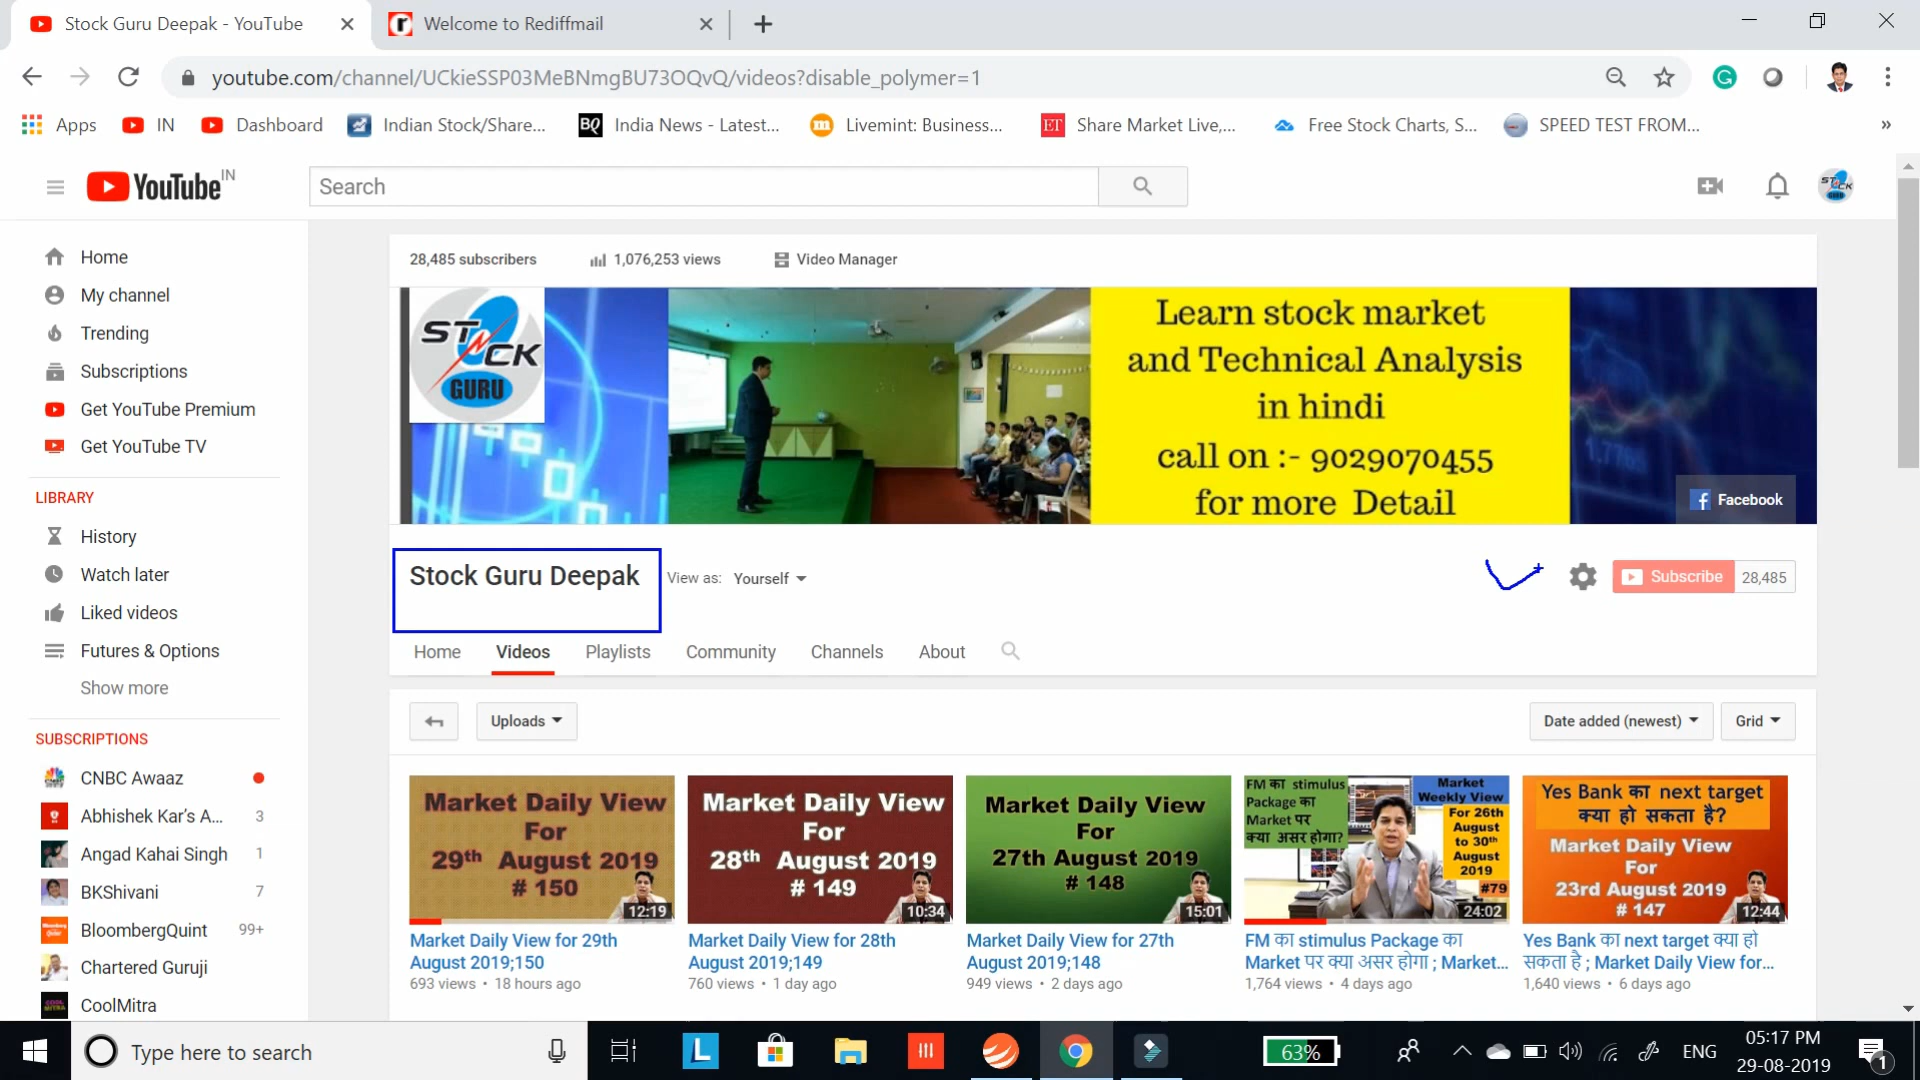 Stock Guru Deepak - YouTube
Welcome to Rediffmail
youtube.com/channel/UCkieSSP03MeBNmgBU73OQvQ/videos?disable_polymer=1
Apps
IN
Dashboard
Indian Stock/Share...
BQ
India News - Latest...
m
Livemint: Business...
ET
Share Market Live,...
Free Stock Charts, S...
SPEED TEST FROM...
»
YouTube IN
Search
Home
My channel
Trending
Subscriptions
Get YouTube Premium
Get YouTube TV
LIBRARY
History
Watch later
Liked videos
Futures & Options
Show more
SUBSCRIPTIONS
CNBC Awaaz
Abhishek Kar's A... 3
Angad Kahai Singh 1
BKShivani 7
BloombergQuint 99+
Chartered Guruji
CoolMitra
28,485 subscribers
1,076,253 views
Video Manager
STOCK
GURU
Learn stock market
and Technical Analysis
in hindi
call on :- 9029070455
for more Detail
Facebook
Stock Guru Deepak
View as: Yourself
Subscribe 28,485
Home Videos Playlists Community Channels About
Uploads
Date added (newest)
Grid
Market Daily View
For
29th August 2019
# 150
12:19
Market Daily View for 29th
August 2019;150
693 views • 18 hours ago
Market Daily View
For
28th August 2019
# 149
10:34
Market Daily View for 28th
August 2019;149
760 views • 1 day ago
Market Daily View
For
27th August 2019
# 148
15:01
Market Daily View for 27th
August 2019;148
949 views • 2 days ago
FM का stimulus
Package का
Market पर
क्या असर होगा?
Market
Weekly View
For 26th
August
to 30th
August
2019
#79
24:02
FM का stimulus Package का
Market पर क्या असर होगा ; Market...
1,764 views • 4 days ago
Yes Bank का next target
क्या हो सकता है?
Market Daily View
For
23rd August 2019
# 147
12:44
Yes Bank का next target क्या हो
सकता है ; Market Daily View for...
1,640 views • 6 days ago
Type here to search
L
63%
ENG
05:17 PM
29-08-2019
1